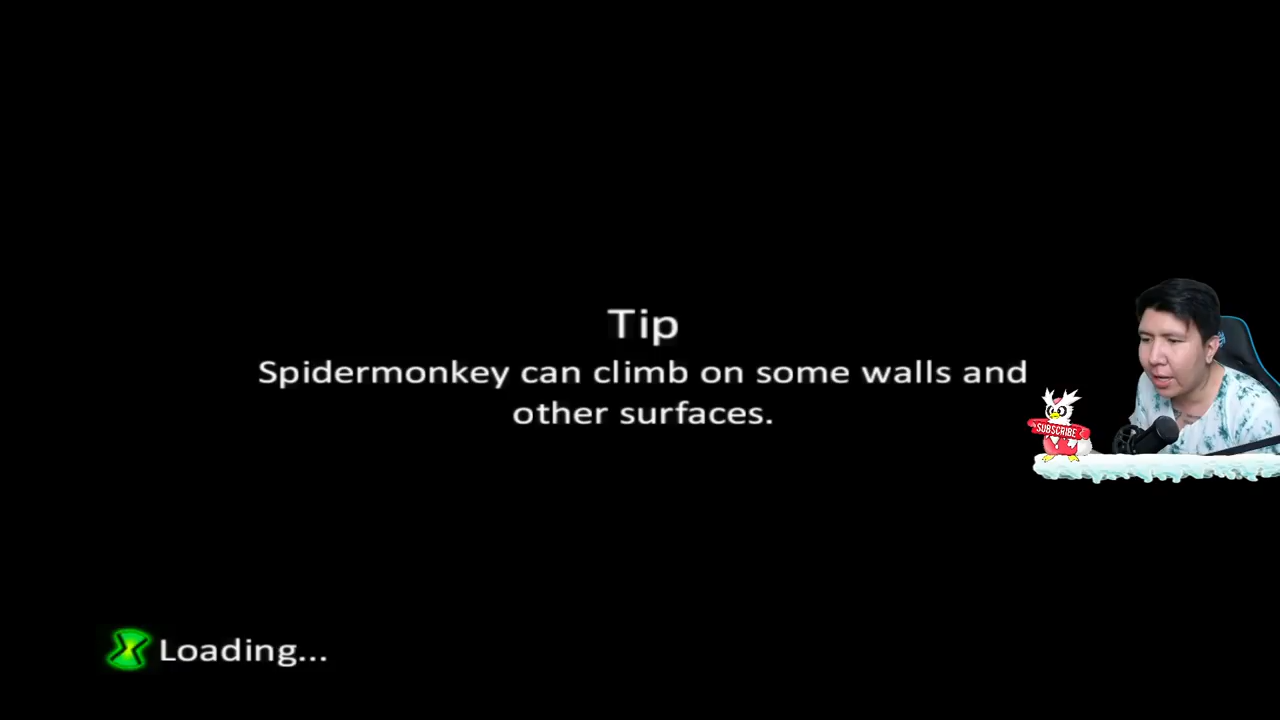 Tip
Spidermonkey can climb on some walls and
other surfaces.
SUBSCRIBE
Loading...